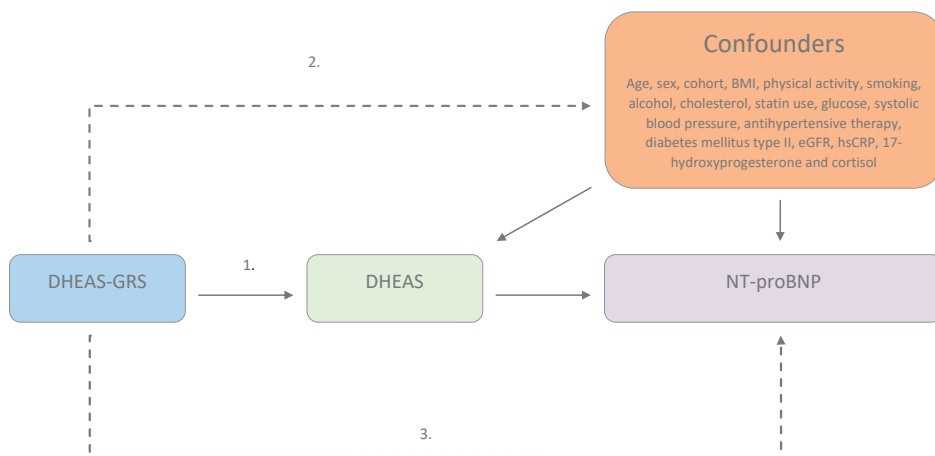 Confounders
2.
Age, sex, cohort, BMI, physical activity, smoking,
alcohol, cholesterol, statin use, glucose, systolic
blood pressure, antihypertensive therapy,
diabetes mellitus type II, eGFR, hsCRP, 17-
hydroxyprogesterone and cortisol
1.
DHEAS-GRS
DHEAS
NT-proBNP
3.